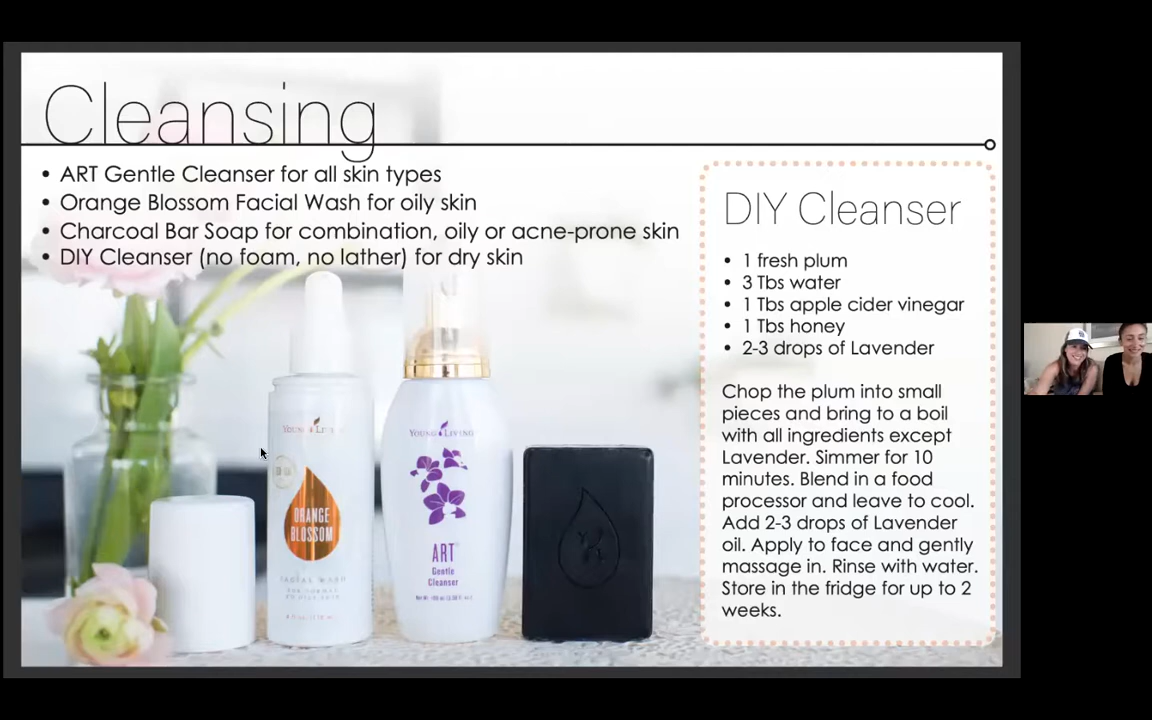 Cleansing
• ART Gentle Cleanser for all skin types
• Orange Blossom Facial Wash for oily skin
• Charcoal Bar Soap for combination, oily or acne-prone skin
• DIY Cleanser (no foam, no lather) for dry skin
DIY Cleanser
• 1 fresh plum
• 3 Tbs water
• 1 Tbs apple cider vinegar
• 1 Tbs honey
• 2-3 drops of Lavender
Chop the plum into small
pieces and bring to a boil
with all ingredients except
Lavender. Simmer for 10
minutes. Blend in a food
processor and leave to cool.
Add 2-3 drops of Lavender
oil. Apply to face and gently
massage in. Rinse with water.
Store in the fridge for up to 2
weeks.
ORANGE
BLOSSOM
FACIAL WASH
YOUNG LIVING
ART
Gentle
Cleanser